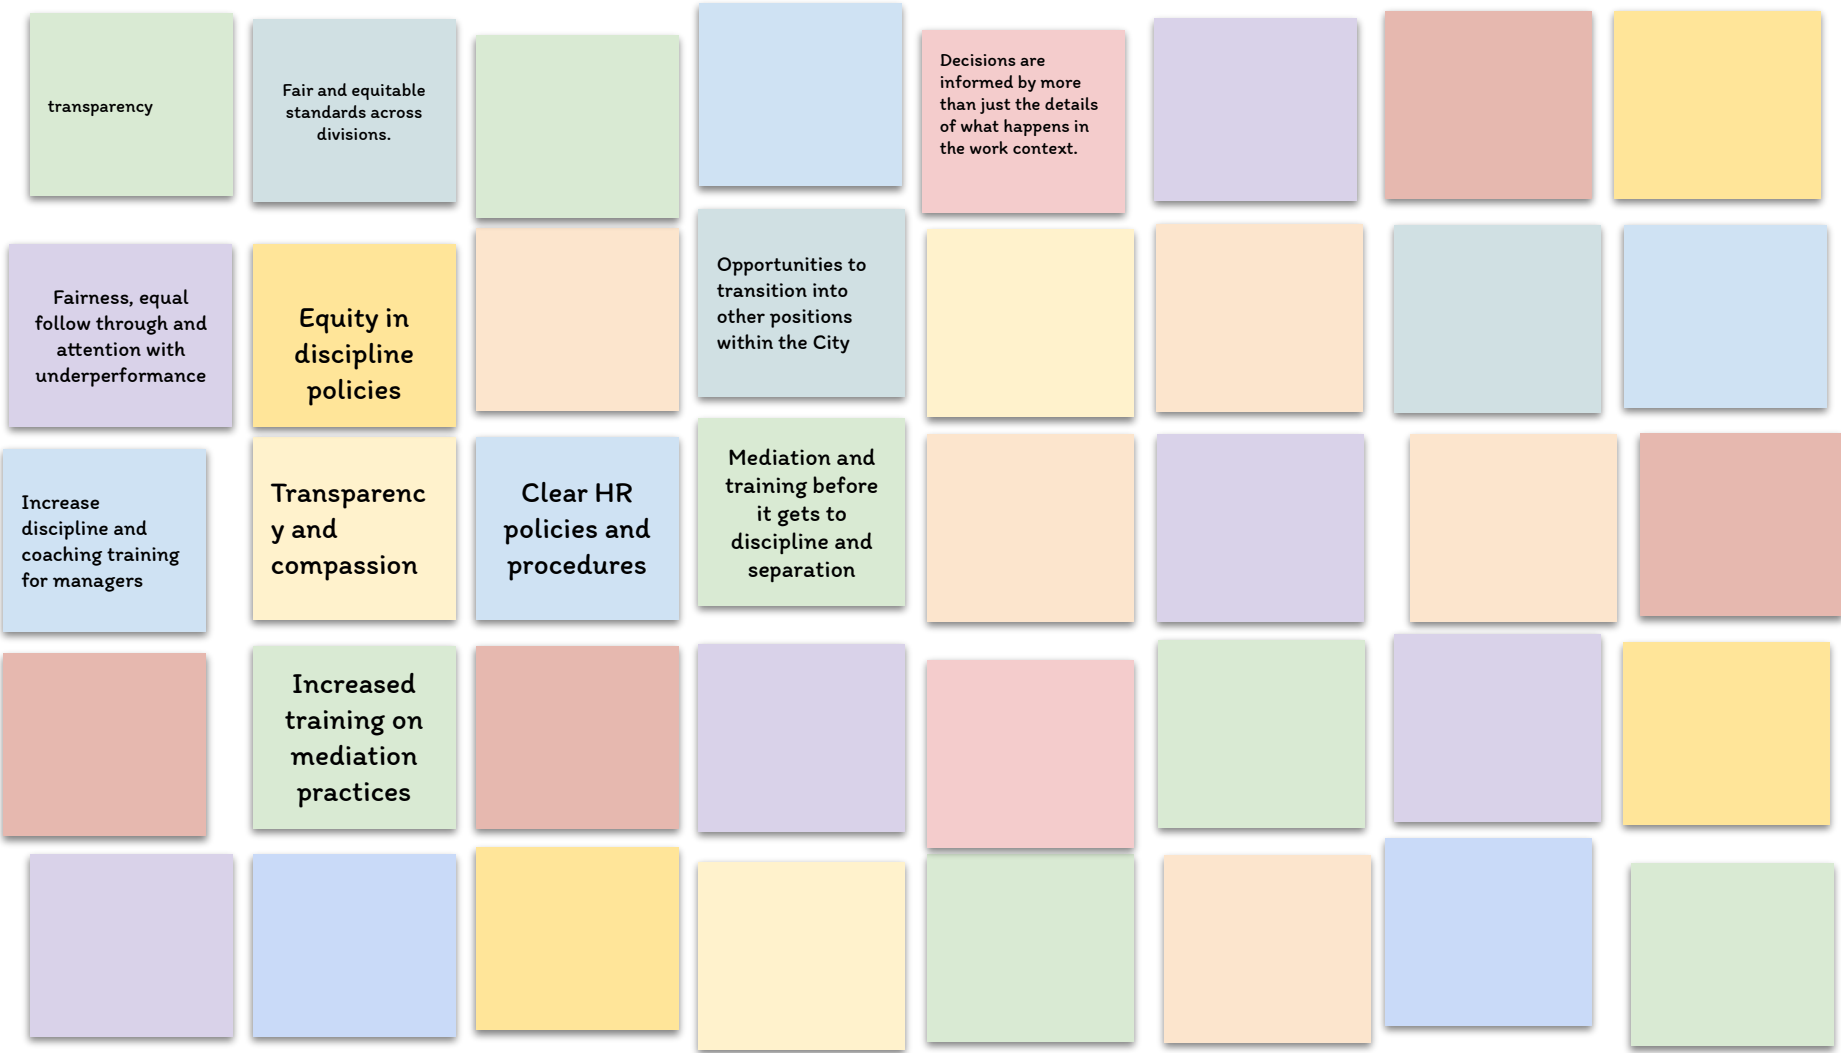 transparency
Fair and equitable
standards across
divisions.
Decisions are
informed by more
than just the details
of what happens in
the work context.
Fairness, equal
follow through and
attention with
underperformance
Equity in
discipline
policies
Opportunities to
transition into
other positions
within the City
Increase
discipline and
coaching training
for managers
Transparenc
y and
compassion
Clear HR
policies and
procedures
Mediation and
training before
it gets to
discipline and
separation
Increased
training on
mediation
practices